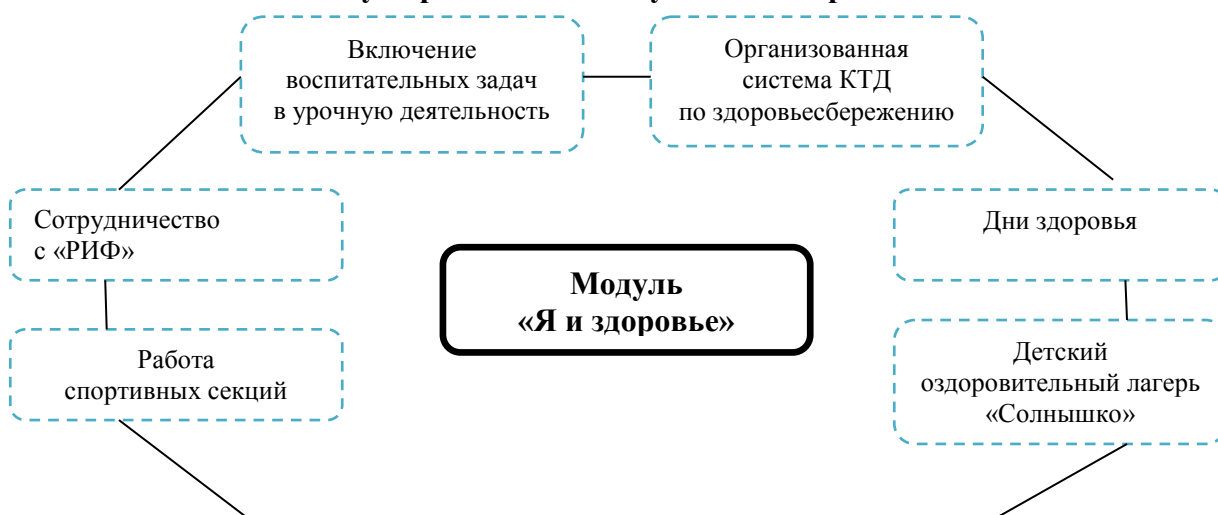 Включение
воспитательных задач
в урочную деятельность
Организованная
система КТД
по здоровьесбережению
Сотрудничество
с «РИФ»
Дни здоровья
Модуль
«Я и здоровье»
Работа
спортивных секций
Детский
оздоровительный лагерь
«Солнышко»